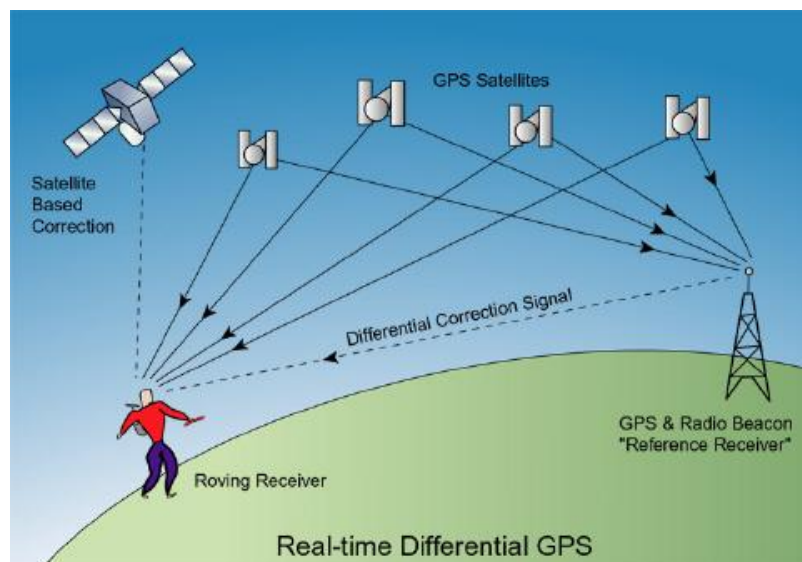 GPS Satellites
Satellite
Based
Correction
Differential Correction Signal
GPS & Radio Beacon
"Reference Receiver"
Roving Receiver
Real-time Differential GPS